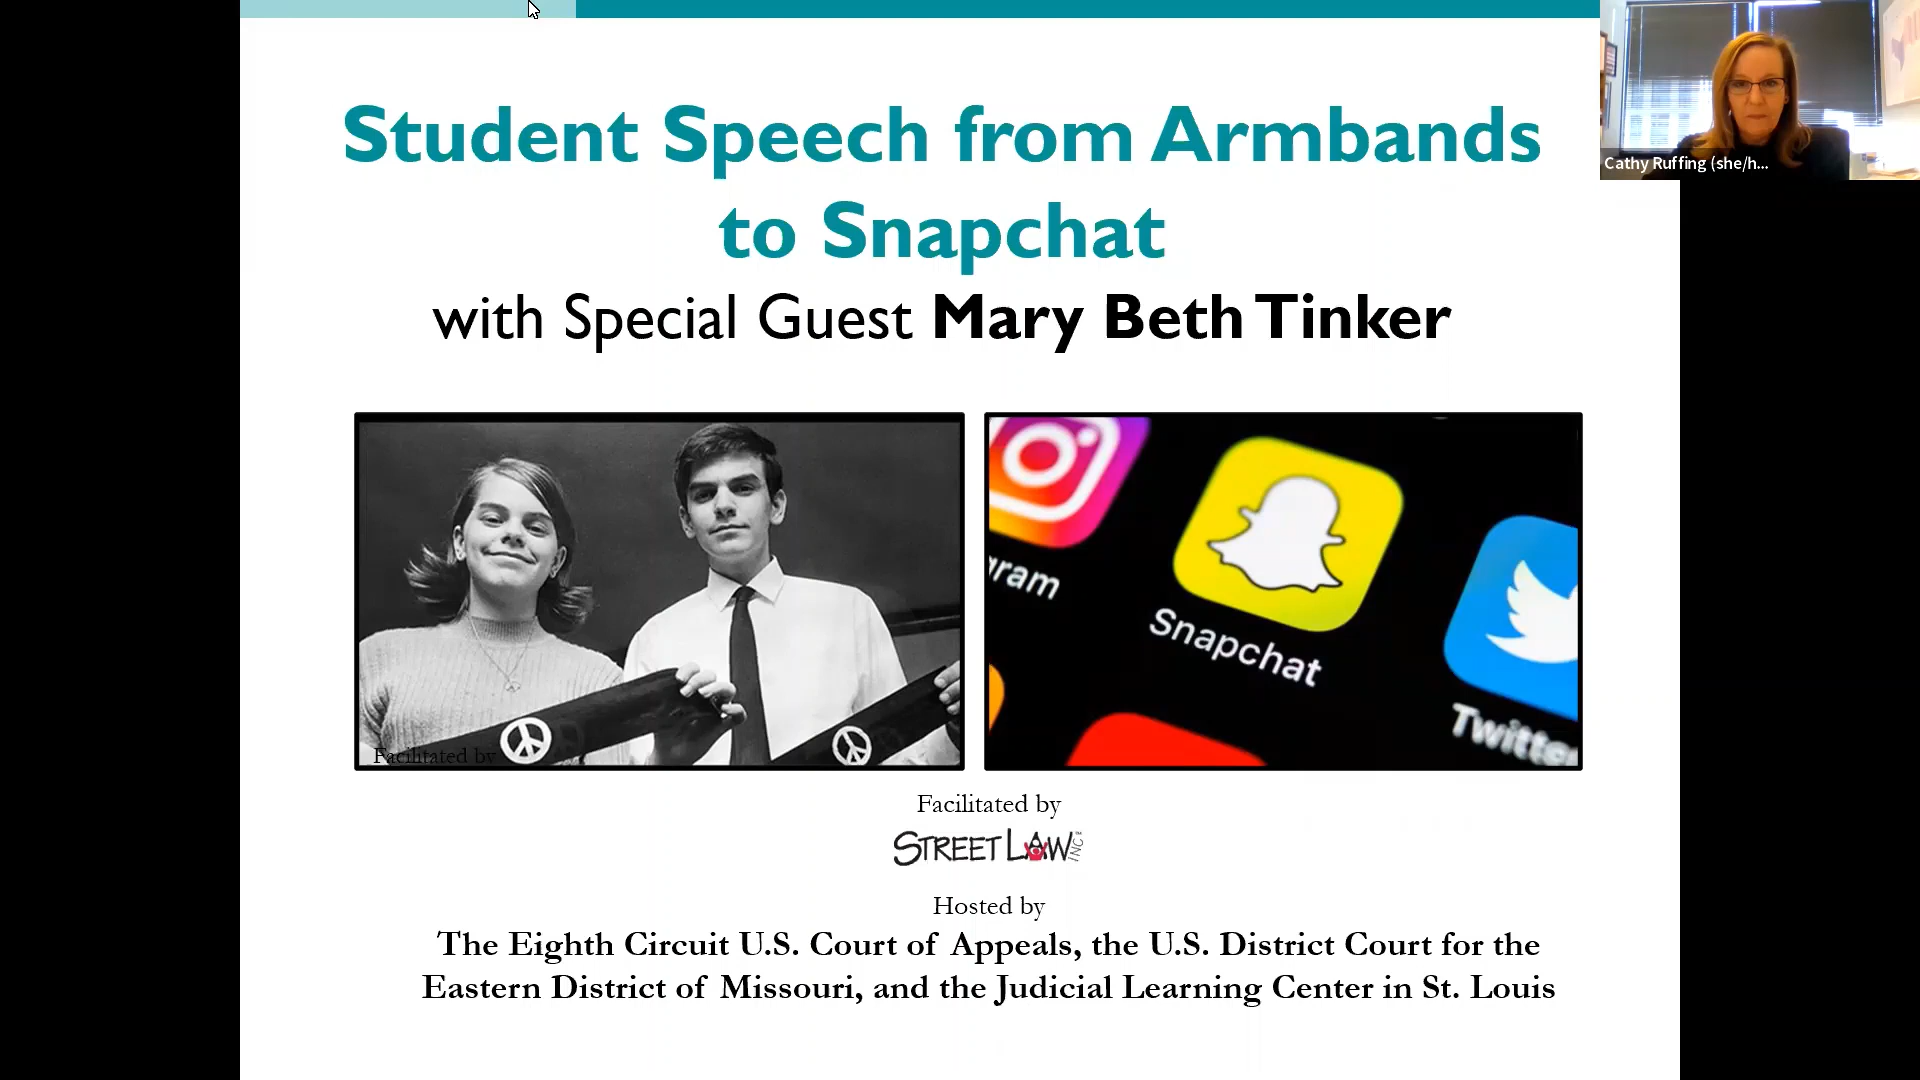 Student Speech from Armbands
to Snapchat
with Special Guest Mary Beth Tinker
Cathy Ruffing (she/h...
gram
Snapchat
Twitter
Facilitated by
Facilitated by
STREET LAW INC
Hosted by
The Eighth Circuit U.S. Court of Appeals, the U.S. District Court for the
Eastern District of Missouri, and the Judicial Learning Center in St. Louis